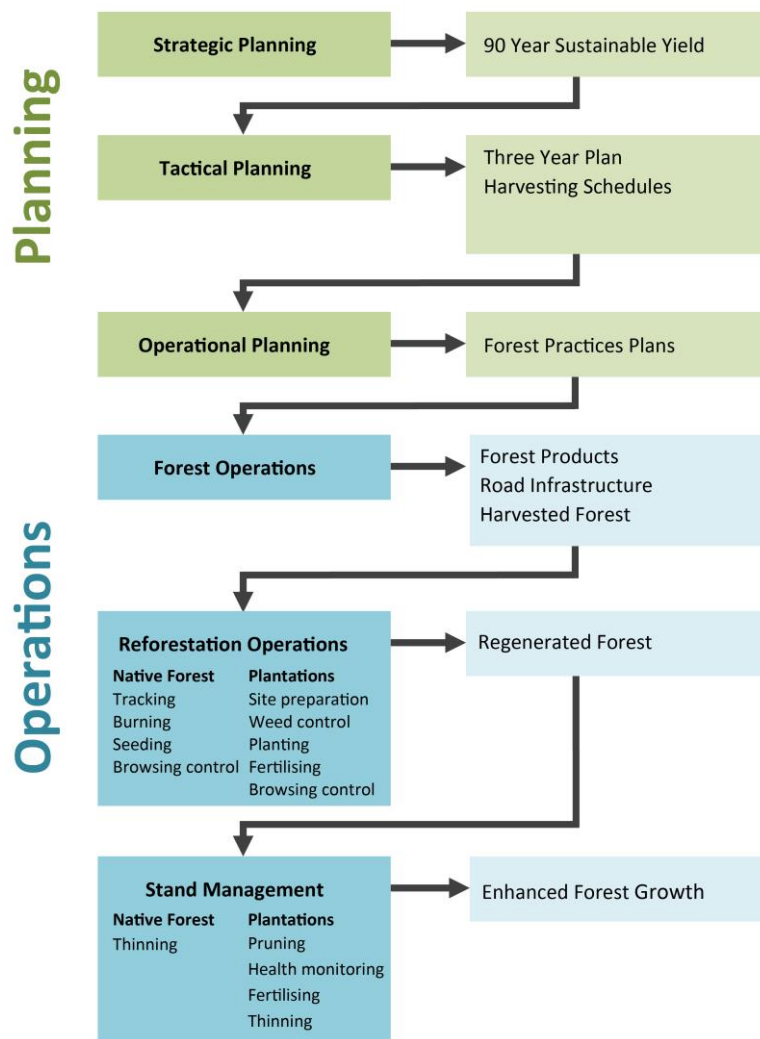 Planning
Strategic Planning
90 Year Sustainable Yield
Tactical Planning
Three Year Plan
Harvesting Schedules
Operational Planning
Forest Practices Plans
Operations
Forest Operations
Forest Products
Road Infrastructure
Harvested Forest
Reforestation Operations
Native Forest
Tracking
Burning
Seeding
Browsing control
Plantations
Site preparation
Weed control
Planting
Fertilising
Browsing control
Regenerated Forest
Stand Management
Native Forest
Thinning
Plantations
Pruning
Health monitoring
Fertilising
Thinning
Enhanced Forest Growth